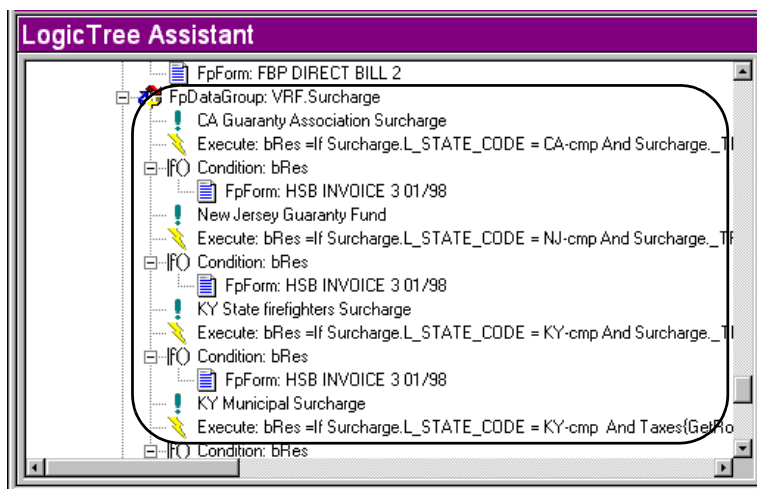 LogicTree Assistant
FpForm: FBP DIRECT BILL 2
FpDataGroup: VRF.Surcharge
CA Guaranty Association Surcharge
Execute: bRes =If Surcharge.L_STATE_CODE = CA-cmp And Surcharge._
If() Condition: bRes
FpForm: HSB INVOICE 3 01/98
New Jersey Guaranty Fund
Execute: bRes =If Surcharge.L_STATE_CODE = NJ-cmp And Surcharge._
If() Condition: bRes
FpForm: HSB INVOICE 3 01/98
KY State firefighters Surcharge
Execute: bRes =If Surcharge.L_STATE_CODE = KY-cmp And Surcharge._
If() Condition: bRes
FpForm: HSB INVOICE 3 01/98
KY Municipal Surcharge
Execute: bRes =If Surcharge.L_STATE_CODE = KY-cmp And Taxes{GetRo
If() Condition: bRes